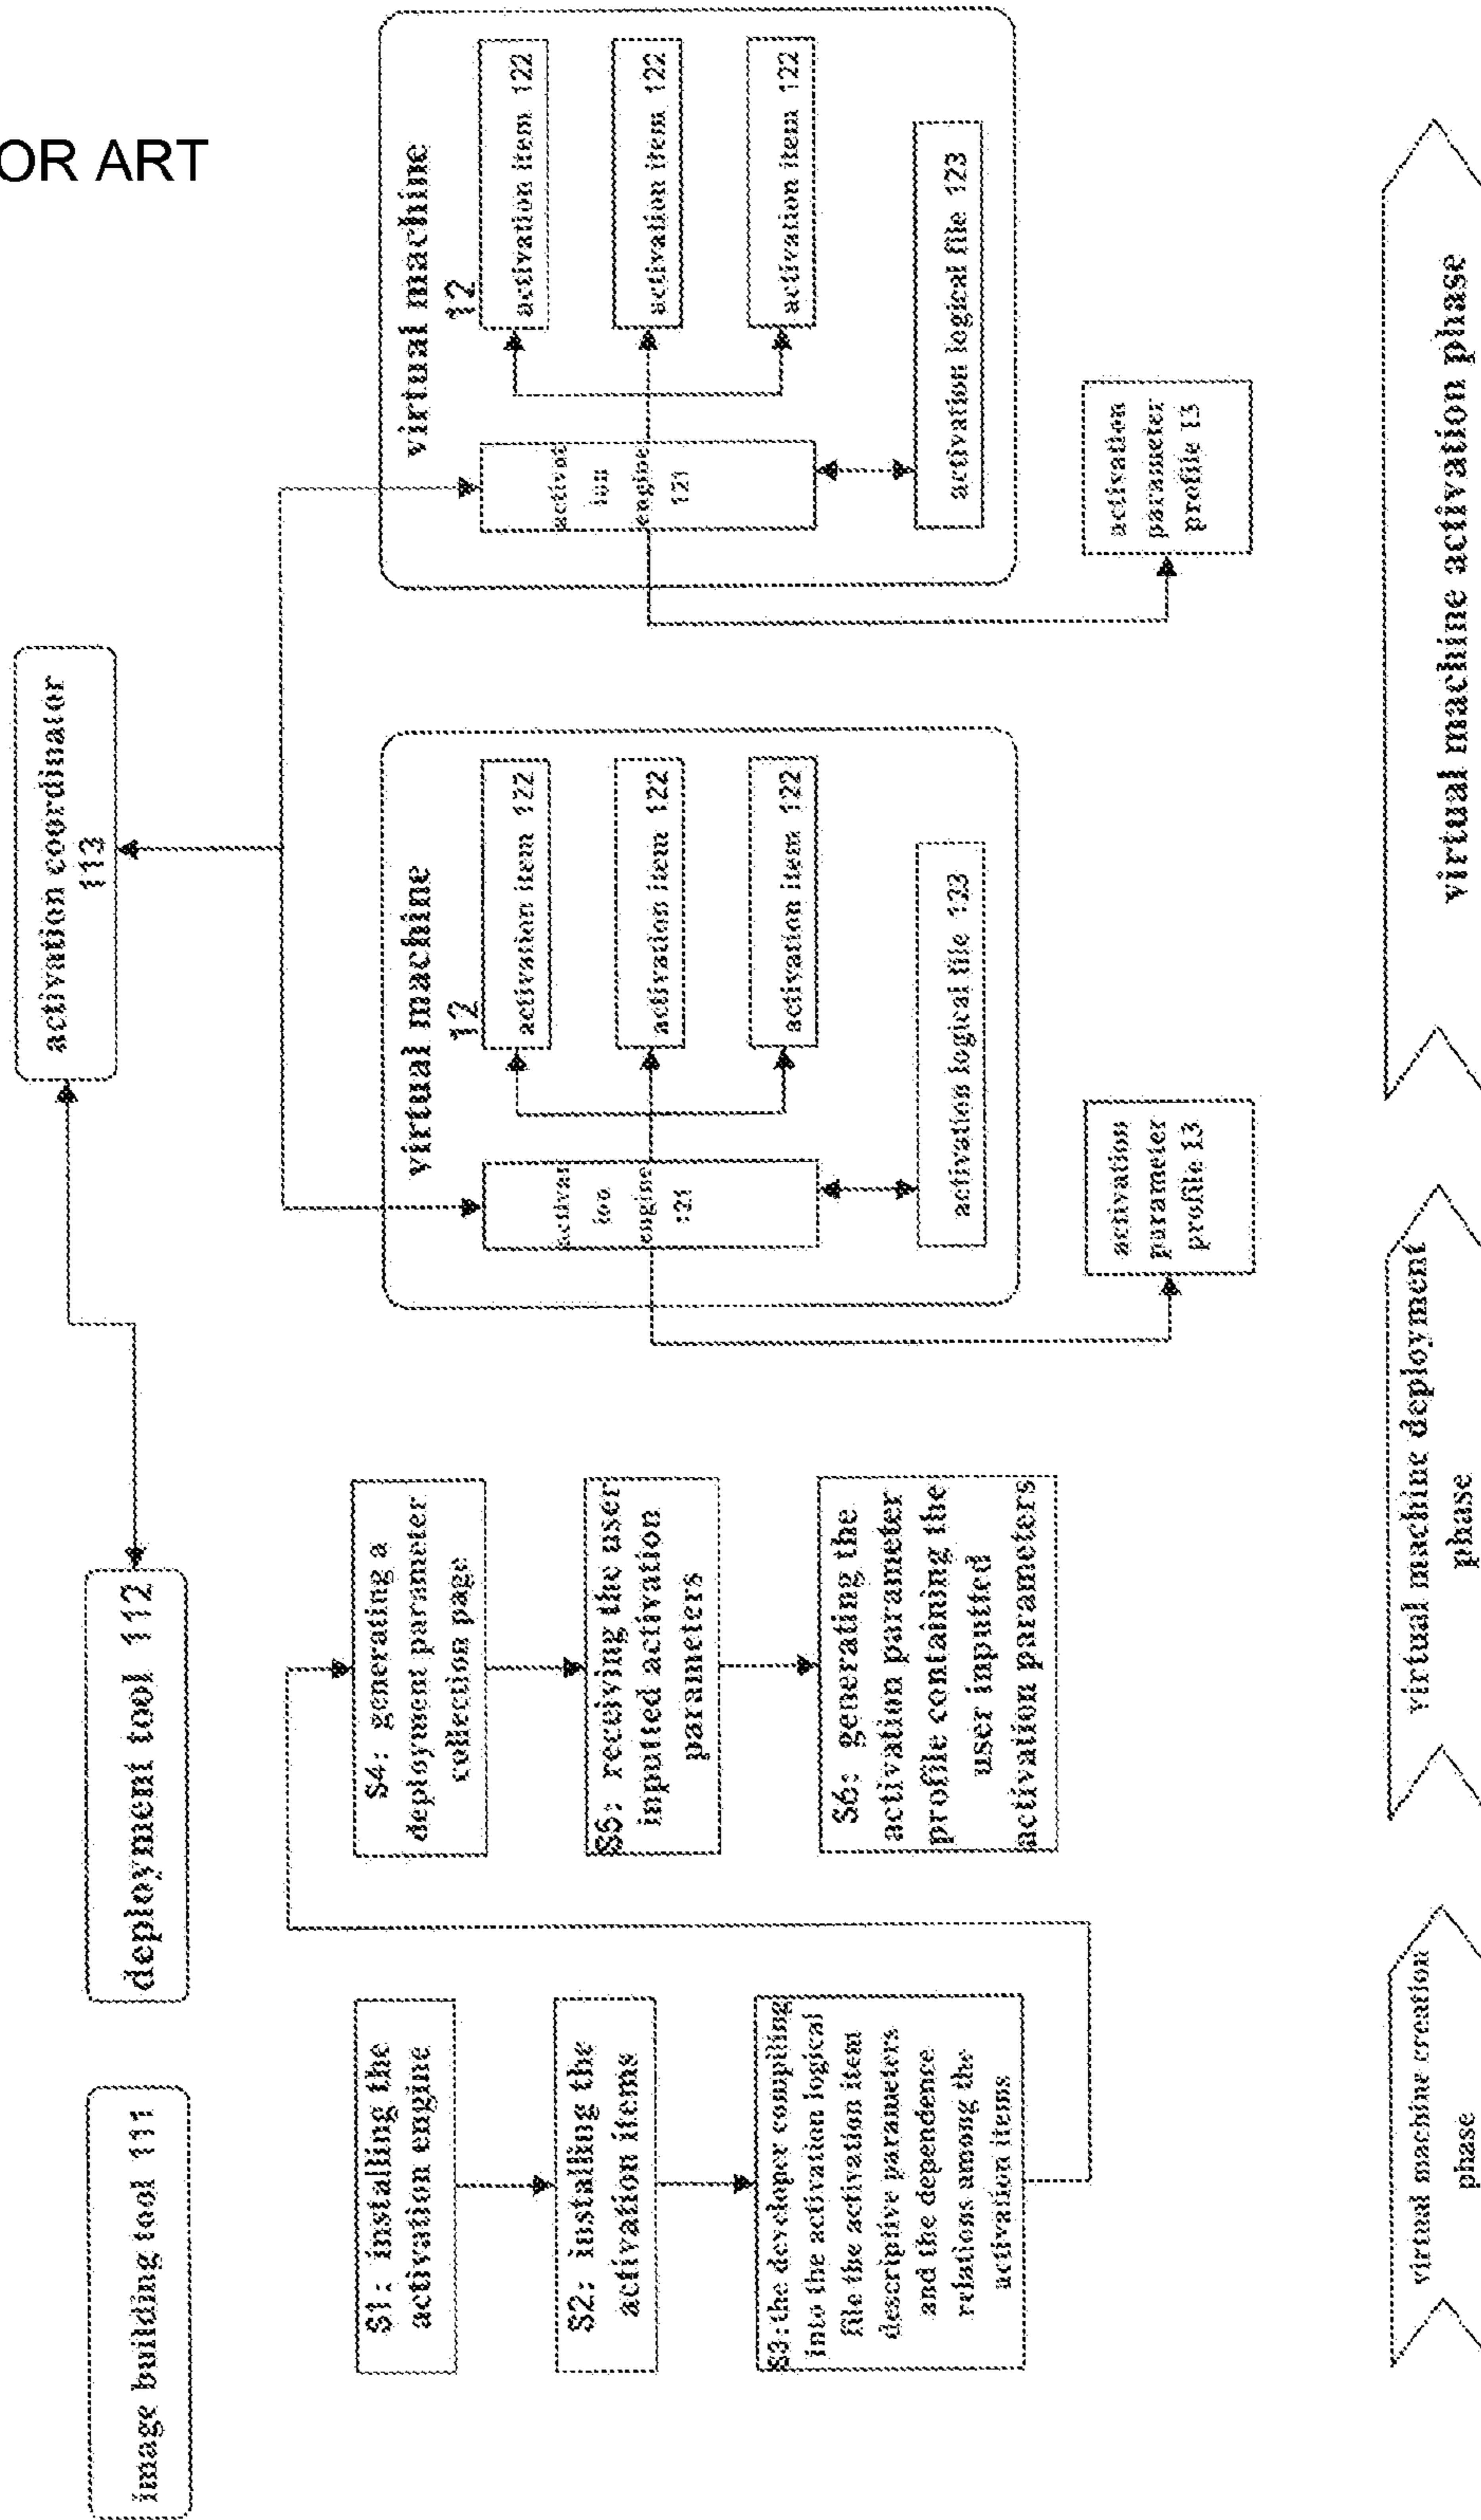 OR ART
image building tool 111
deployment tool 112
activation coordinator
113
S1: installing the
activation engine
S2: installing the
activation items
S3:the developer compiling
into the activation logical
file the activation item
descriptive parameters
and the dependence
relations among the
activation items
S4: generating a
deployment parameter
collection page
S5: receiving the user
inputted activation
parameters
S6: generating the
activation parameter
profile containing the
user inputted
activation parameters
virtual machine
12
activat
ion
engine
121
activation item 122
activation item 122
activation item 122
activation logical file 123
activation
parameter
profile 13
virtual machine
12
activat
ion
engine
121
activation item 122
activation item 122
activation item 122
activation logical file 123
activation
parameter
profile 13
virtual machine creation
phase
virtual machine deployment
phase
virtual machine activation phase